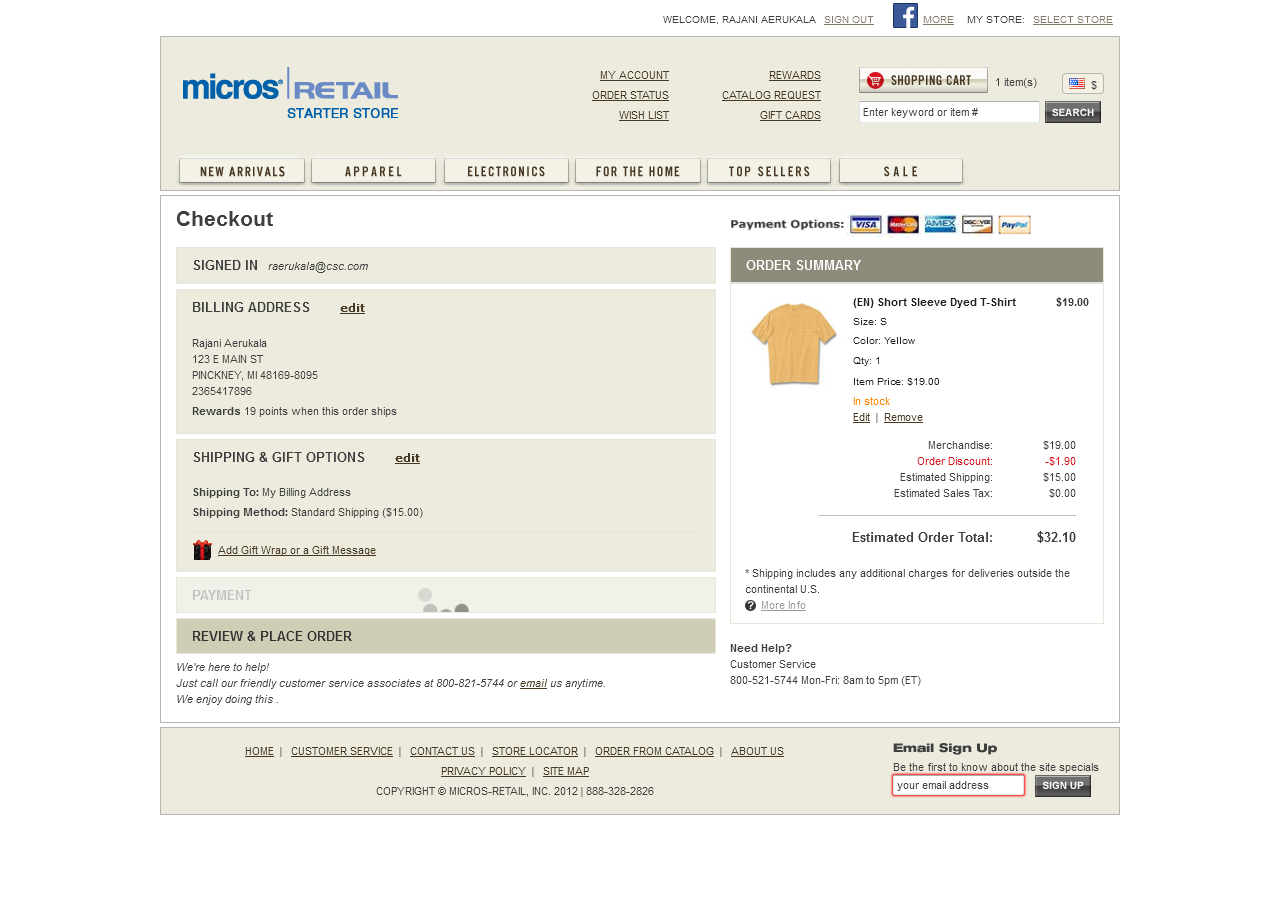 WELCOME, RAJANI AERUKALA SIGN OUT MORE MY STORE: SELECT STORE
micros RETAIL
STARTER STORE
MY ACCOUNT
ORDER STATUS
WISH LIST
REWARDS
CATALOG REQUEST
GIFT CARDS
SHOPPING CART 1 item(s) $
Enter keyword or item # SEARCH
NEW ARRIVALS APPAREL ELECTRONICS FOR THE HOME TOP SELLERS SALE
Checkout
SIGNED IN raerukala@csc.com
BILLING ADDRESS edit
Rajani Aerukala
123 E MAIN ST
PINCKNEY, MI 48169-8095
2365417896
Rewards 19 points when this order ships
SHIPPING & GIFT OPTIONS edit
Shipping To: My Billing Address
Shipping Method: Standard Shipping ($15.00)
Add Gift Wrap or a Gift Message
PAYMENT
REVIEW & PLACE ORDER
We're here to help!
Just call our friendly customer service associates at 800-821-5744 or email us anytime.
We enjoy doing this .
Payment Options: VISA MasterCard AMEX DISCOVER PayPal
ORDER SUMMARY
(EN) Short Sleeve Dyed T-Shirt $19.00
Size: S
Color: Yellow
Qty: 1
Item Price: $19.00
In stock
Edit | Remove
Merchandise: $19.00
Order Discount: -$1.90
Estimated Shipping: $15.00
Estimated Sales Tax: $0.00
Estimated Order Total: $32.10
* Shipping includes any additional charges for deliveries outside the
continental U.S.
? More Info
Need Help?
Customer Service
800-521-5744 Mon-Fri: 8am to 5pm (ET)
HOME | CUSTOMER SERVICE | CONTACT US | STORE LOCATOR | ORDER FROM CATALOG | ABOUT US
PRIVACY POLICY | SITE MAP
COPYRIGHT © MICROS-RETAIL, INC. 2012 | 888-328-2826
Email Sign Up
Be the first to know about the site specials
your email address SIGN UP